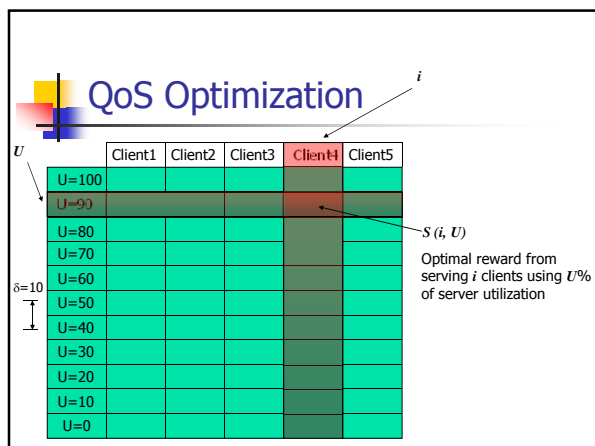 QoS Optimization
i
U
Client1 Client2 Client3 Client4 Client5
U=100
U=90
U=80
U=70
U=60
U=50
U=40
U=30
U=20
U=10
U=0
δ=10
S (i, U)
Optimal reward from
serving i clients using U%
of server utilization